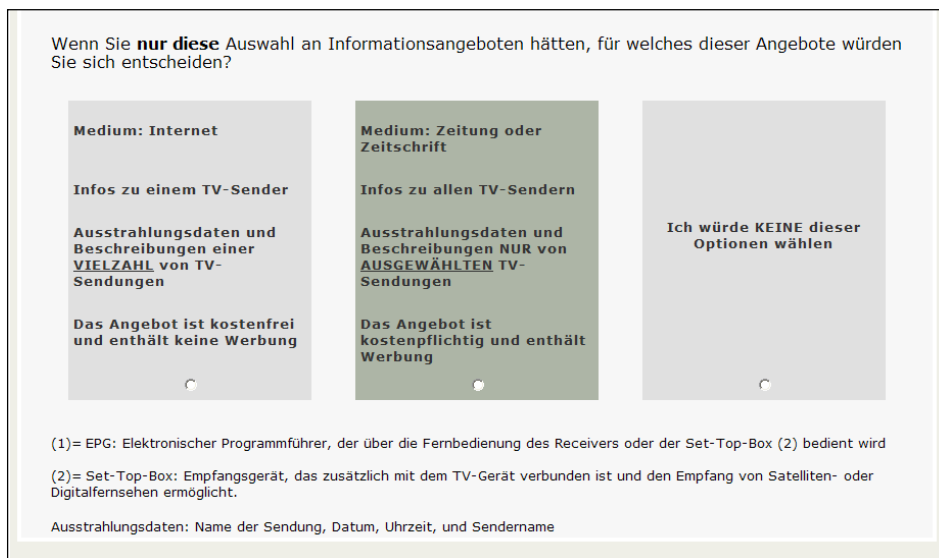 Wenn Sie nur diese Auswahl an Informationsangeboten hätten, für welches dieser Angebote würden
Sie sich entscheiden?
Medium: Internet
Infos zu einem TV-Sender
Ausstrahlungsdaten und
Beschreibungen einer
VIELZAHL von TV-
Sendungen
Das Angebot ist kostenfrei
und enthält keine Werbung
Medium: Zeitung oder
Zeitschrift
Infos zu allen TV-Sendern
Ausstrahlungsdaten und
Beschreibungen NUR von
AUSGEWÄHLTEN TV-
Sendungen
Das Angebot ist
kostenpflichtig und enthält
Werbung
Ich würde KEINE dieser
Optionen wählen
(1)= EPG: Elektronischer Programmführer, der über die Fernbedienung des Receivers oder der Set-Top-Box (2) bedient wird
(2)= Set-Top-Box: Empfangsgerät, das zusätzlich mit dem TV-Gerät verbunden ist und den Empfang von Satelliten- oder
Digitalfernsehen ermöglicht.
Ausstrahlungsdaten: Name der Sendung, Datum, Uhrzeit, und Sendername